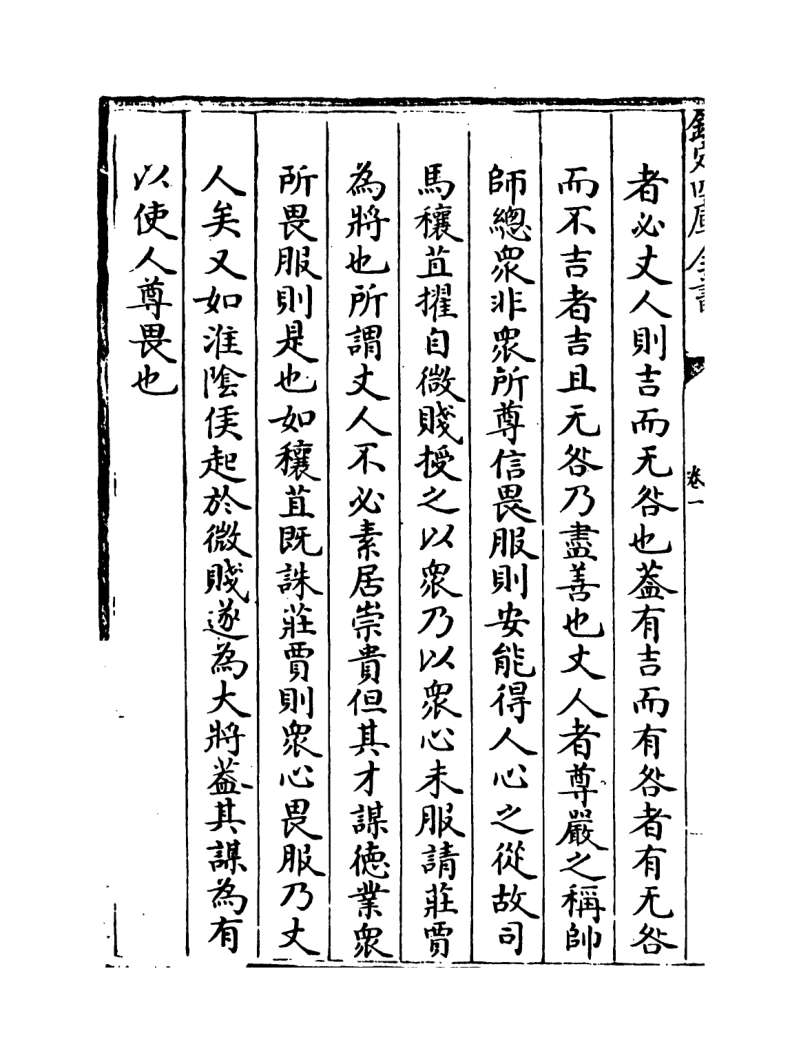 欽定四庫全書
卷一
者必丈人則吉而无咎也葢有吉而有咎者有无咎
而不吉者吉且无咎乃盡善也丈人者尊嚴之稱帥
師總衆非衆所尊信畏服則安能得人心之從故司
馬穰苴擢自微賤授之以衆乃以衆心未服請莊賈
為將也所謂丈人不必素居崇貴但其才謀徳業衆
所畏服則是也如穰苴既誅莊賈則衆心畏服乃丈
人矣又如淮陰侯起於微賤遂為大將葢其謀為有
以使人尊畏也